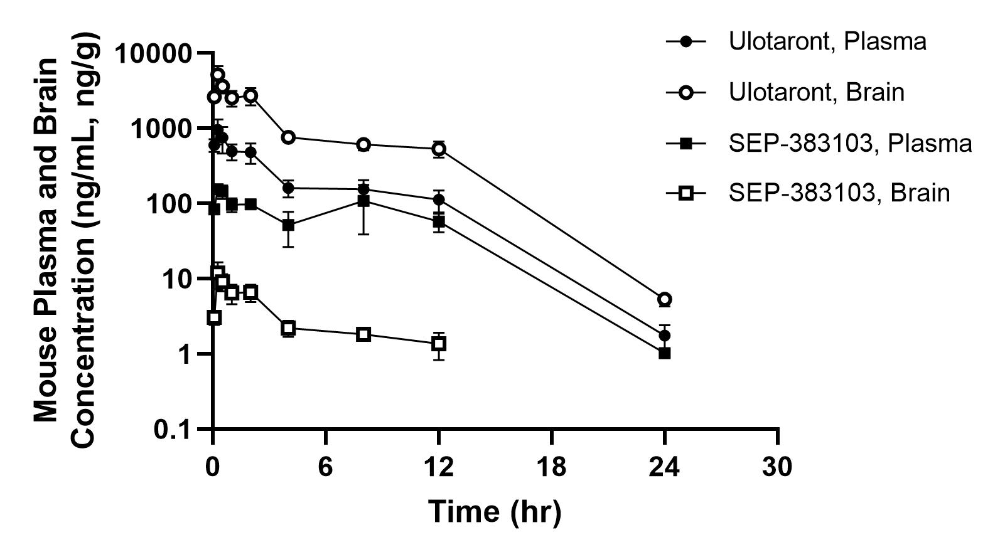 Mouse Plasma and Brain
Concentration (ng/mL, ng/g)
10000
1000
100
10
1
0.1
0
6
12
18
24
30
Time (hr)
Ulotaront, Plasma
Ulotaront, Brain
SEP-383103, Plasma
SEP-383103, Brain